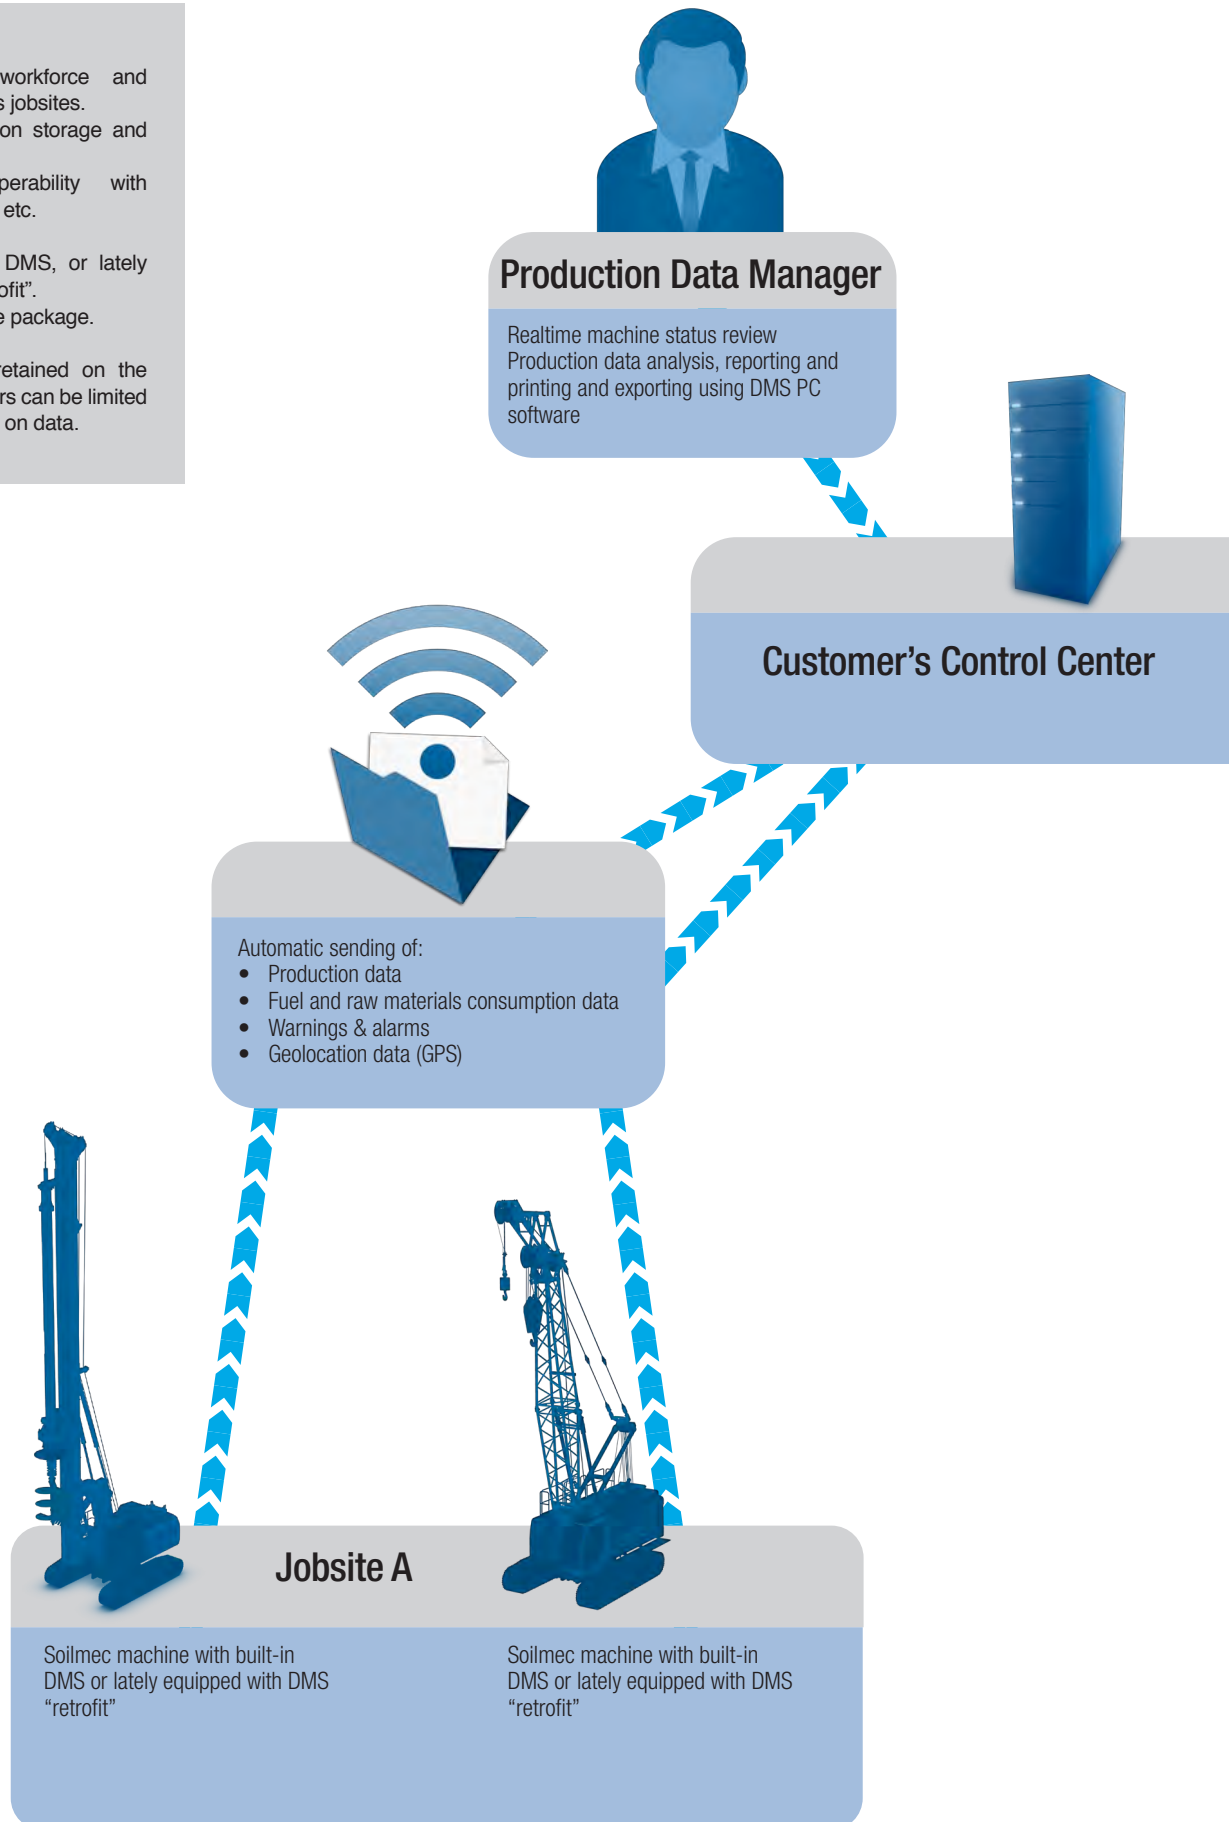 workforce and
jobsites.
on storage and
with
etc.
DMS, or lately
package.
retained on the
can be limited
on data.
Production Data Manager
Realtime machine status review
Production data analysis, reporting and
printing and exporting using DMS PC
software
Customer’s Control Center
Automatic sending of:
• Production data
• Fuel and raw materials consumption data
• Warnings & alarms
• Geolocation data (GPS)
Jobsite A
Soilmec machine with built-in
DMS or lately equipped with DMS
“retrofit”
Soilmec machine with built-in
DMS or lately equipped with DMS
“retrofit”